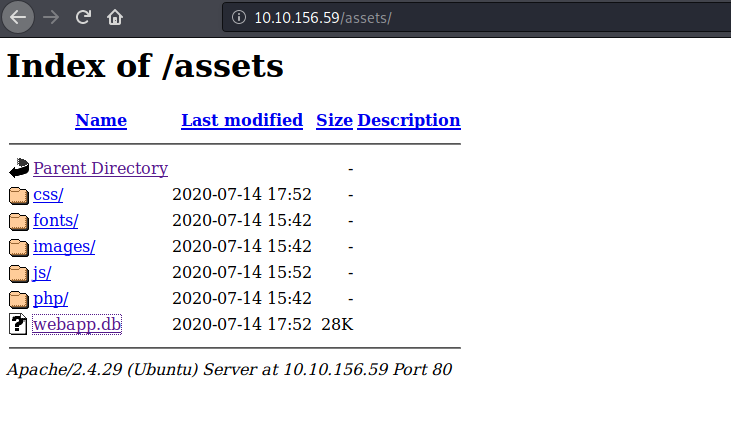 10.10.156.59/assets/
Index of /assets
Name Last modified Size Description
Parent Directory -
css/ 2020-07-14 17:52 -
fonts/ 2020-07-14 15:42 -
images/ 2020-07-14 15:42 -
js/ 2020-07-14 15:52 -
php/ 2020-07-14 15:42 -
webapp.db 2020-07-14 17:52 28K
Apache/2.4.29 (Ubuntu) Server at 10.10.156.59 Port 80